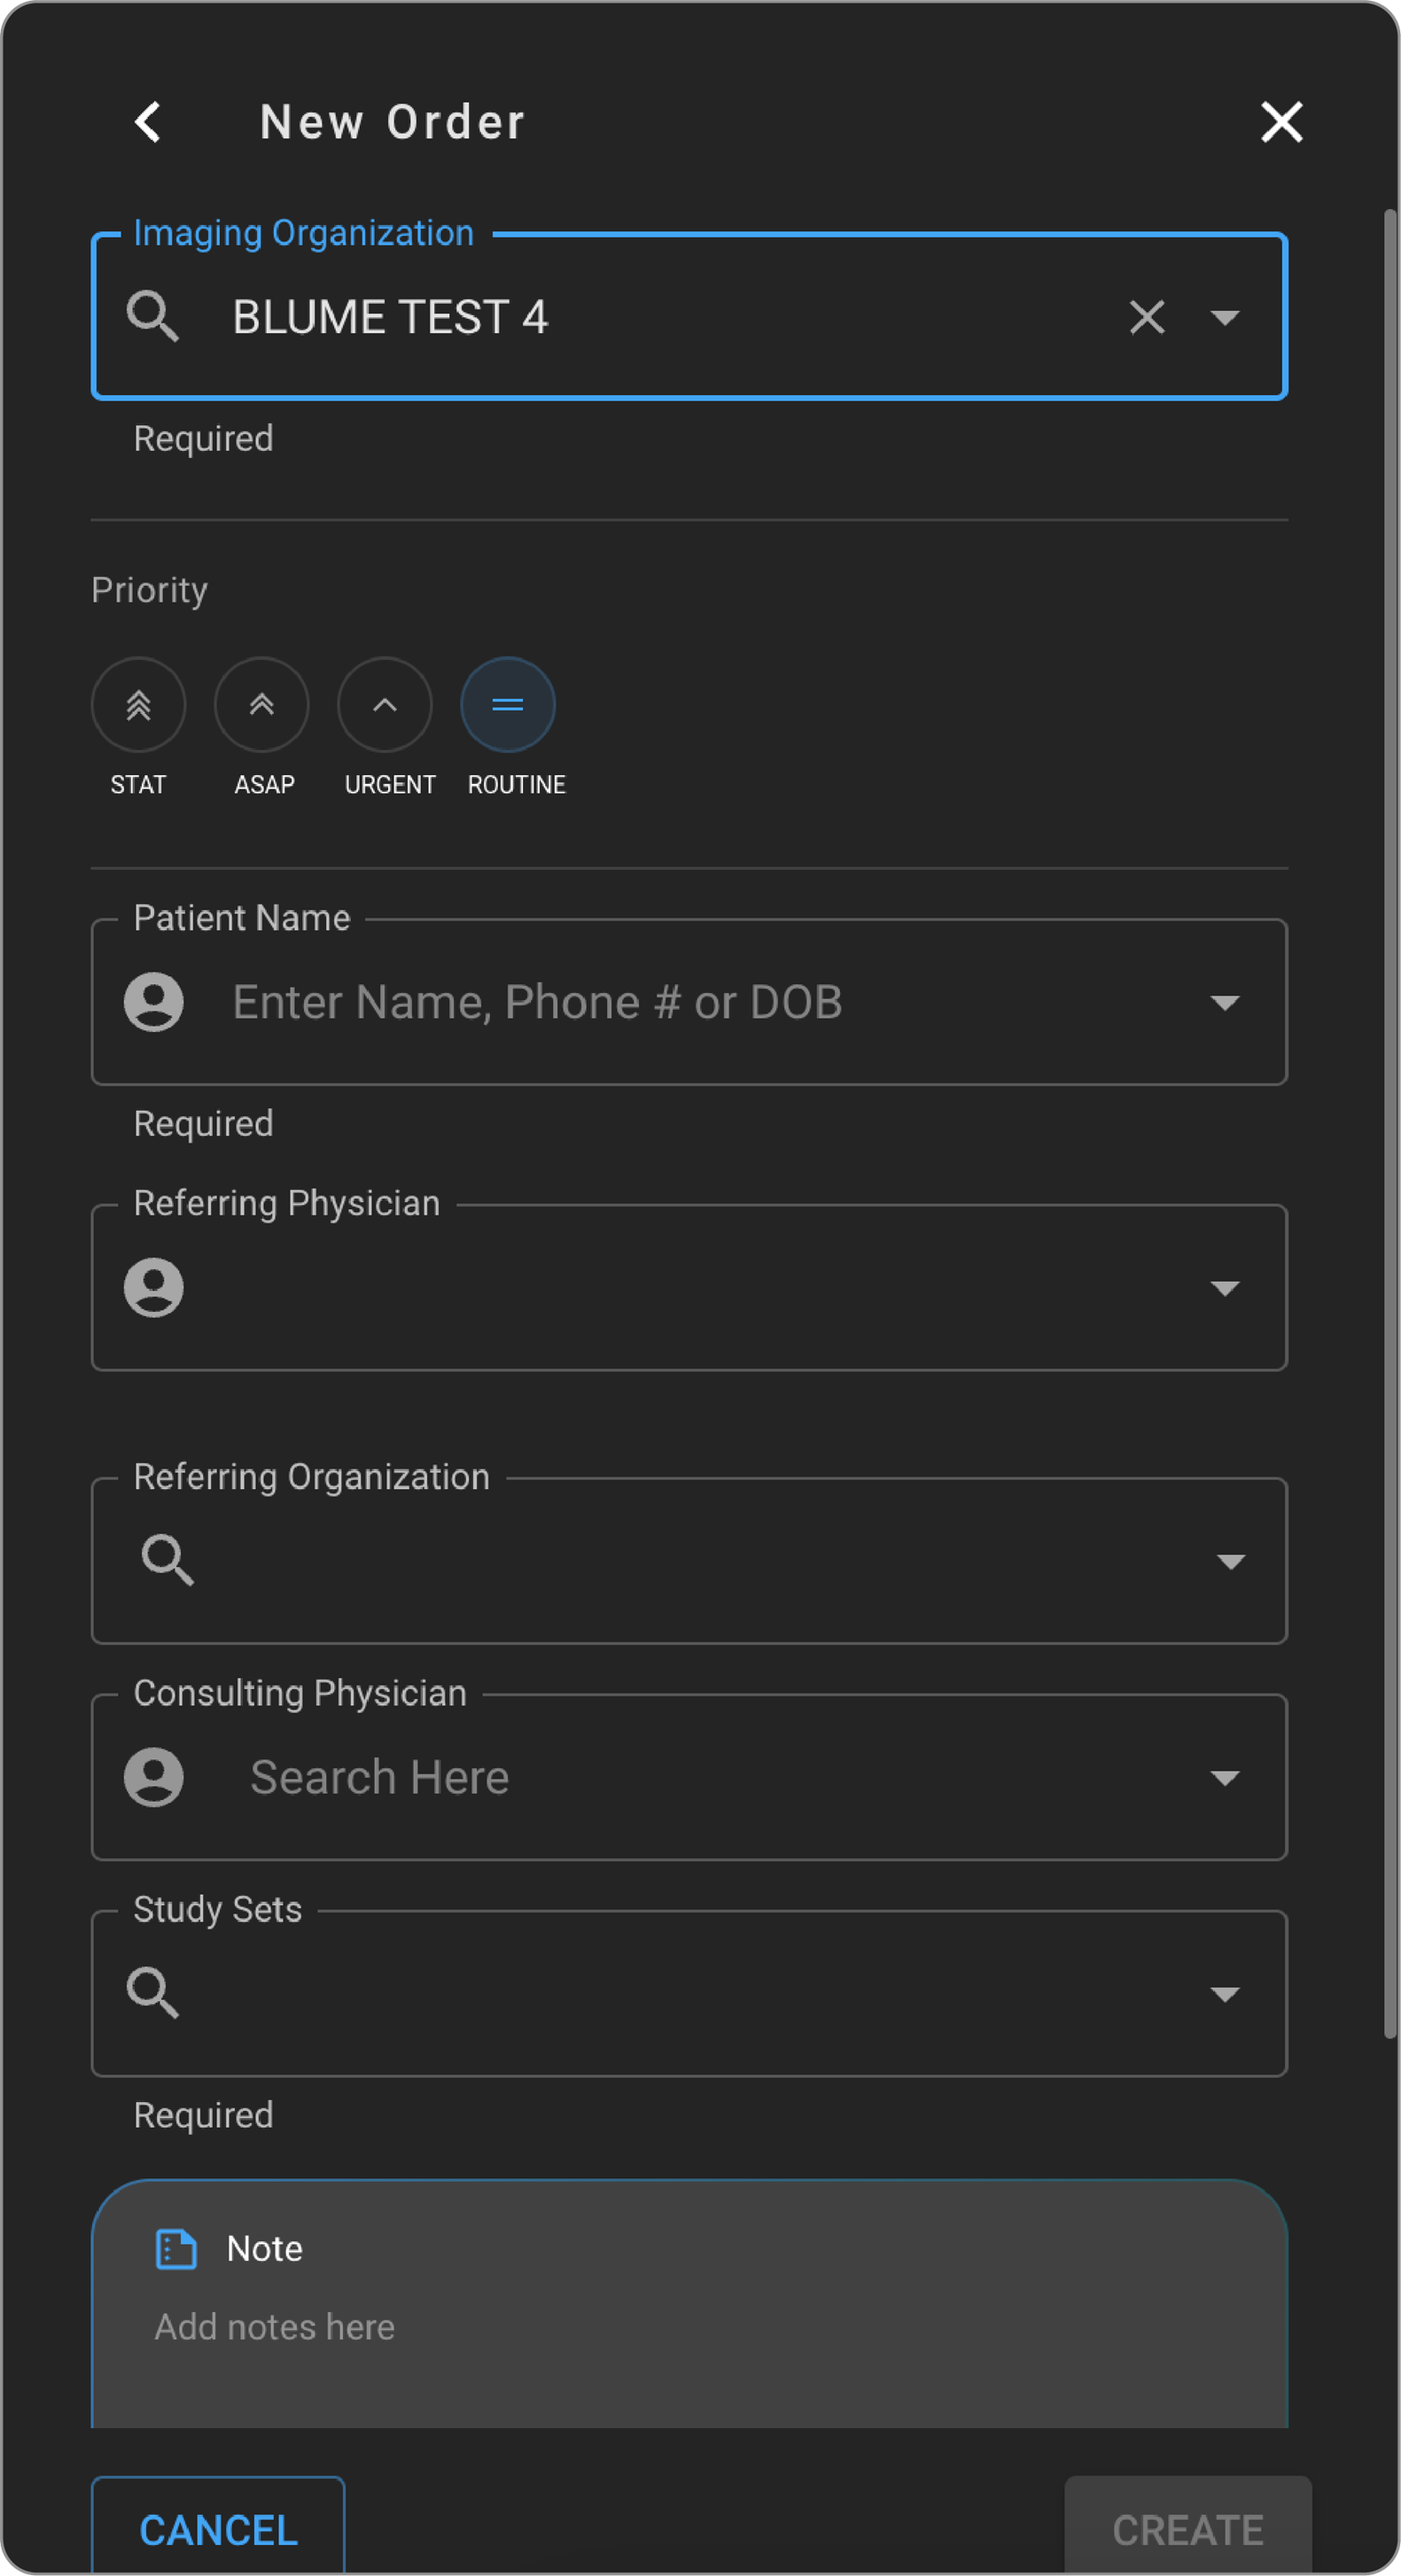 New Order
Imaging Organization
BLUME TEST 4
Required
Priority
STAT ASAP URGENT ROUTINE
Patient Name
Enter Name, Phone # or DOB
Required
Referring Physician
Referring Organization
Consulting Physician
Search Here
Study Sets
Required
Note
Add notes here
CANCEL CREATE